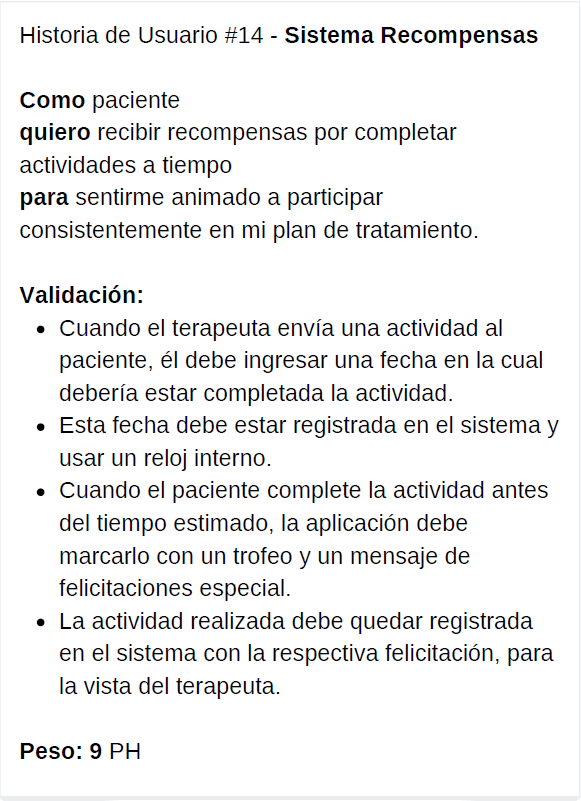 Historia de Usuario #14 - Sistema Recompensas
Como paciente
quiero recibir recompensas por completar
actividades a tiempo
para sentirme animado a participar
consistentemente en mi plan de tratamiento.
Validación:
• Cuando el terapeuta envía una actividad al
paciente, él debe ingresar una fecha en la cual
debería estar completada la actividad.
• Esta fecha debe estar registrada en el sistema y
usar un reloj interno.
• Cuando el paciente complete la actividad antes
del tiempo estimado, la aplicación debe
marcarlo con un trofeo y un mensaje de
felicitaciones especial.
• La actividad realizada debe quedar registrada
en el sistema con la respectiva felicitación, para
la vista del terapeuta.
Peso: 9 PH